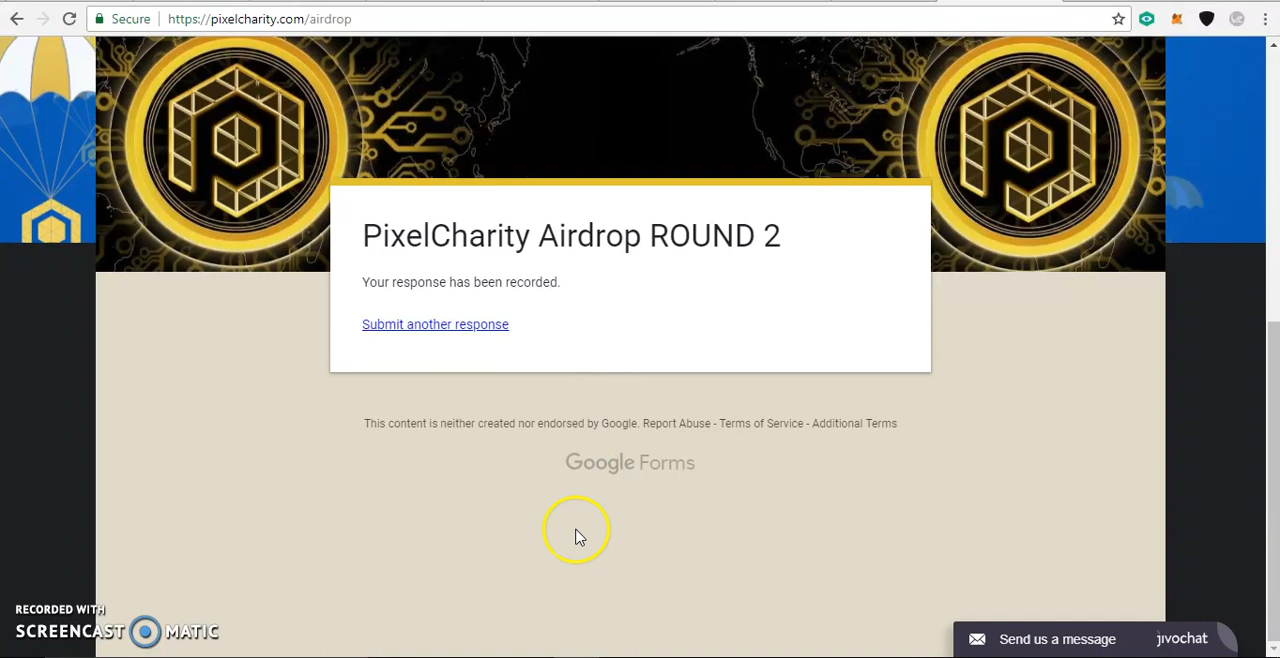 Secure https://pixelcharity.com/airdrop
PixelCharity Airdrop ROUND 2
Your response has been recorded.
Submit another response
This content is neither created nor endorsed by Google. Report Abuse - Terms of Service - Additional Terms
Google Forms
RECORDED WITH
SCREENCAST MATIC
Send us a message jivochat